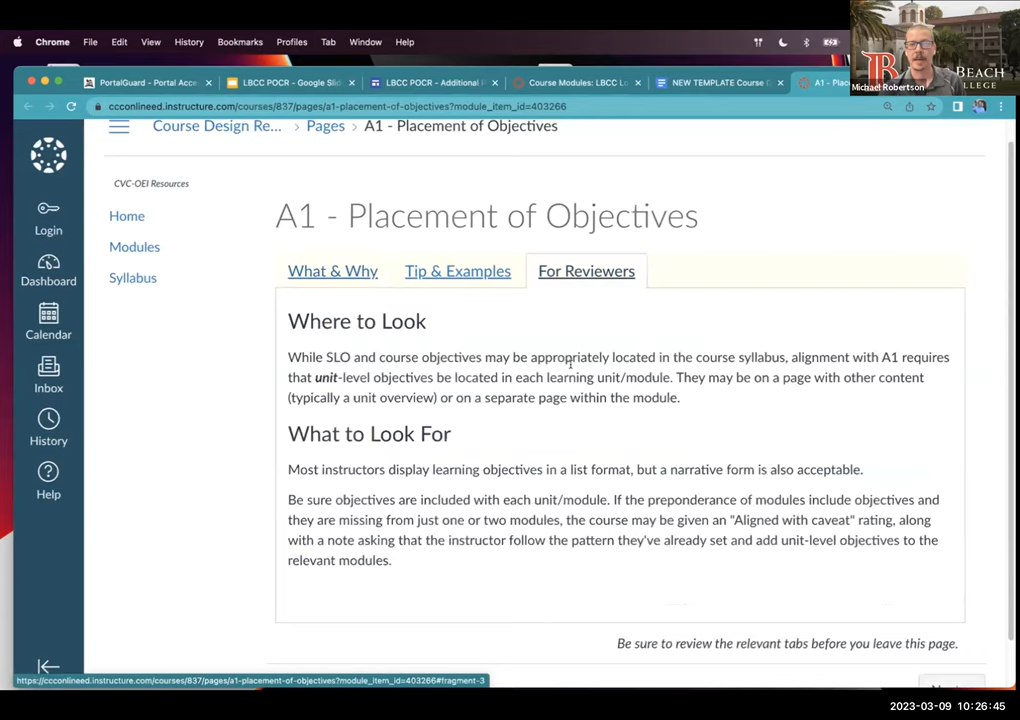 Chrome File Edit View History Bookmarks Profiles Tab Window Help
BEACH
LLEGE
Michael Robertson
PortalGuard - Portal Acce
LBCC POCR - Google Slid
LBCC POCR - Additional
Course Modules: LBCC L
NEW TEMPLATE Course D
A1 - Plac
ccconlineed.instructure.com/courses/837/pages/a1-placement-of-objectives?module_item_id=403266
Course Design Re... > Pages > A1 - Placement of Objectives
CVC-OEI Resources
Home
Modules
Syllabus
Login
Dashboard
Calendar
Inbox
History
Help
A1 - Placement of Objectives
What & Why Tip & Examples For Reviewers
Where to Look
While SLO and course objectives may be appropriately located in the course syllabus, alignment with A1 requires
that unit-level objectives be located in each learning unit/module. They may be on a page with other content
(typically a unit overview) or on a separate page within the module.
What to Look For
Most instructors display learning objectives in a list format, but a narrative form is also acceptable.
Be sure objectives are included with each unit/module. If the preponderance of modules include objectives and
they are missing from just one or two modules, the course may be given an "Aligned with caveat" rating, along
with a note asking that the instructor follow the pattern they've already set and add unit-level objectives to the
relevant modules.
Be sure to review the relevant tabs before you leave this page.
https://ccconlineed.instructure.com/courses/837/pages/a1-placement-of-objectives?module_item_id=403266#fragment-3
2023-03-09 10:26:45